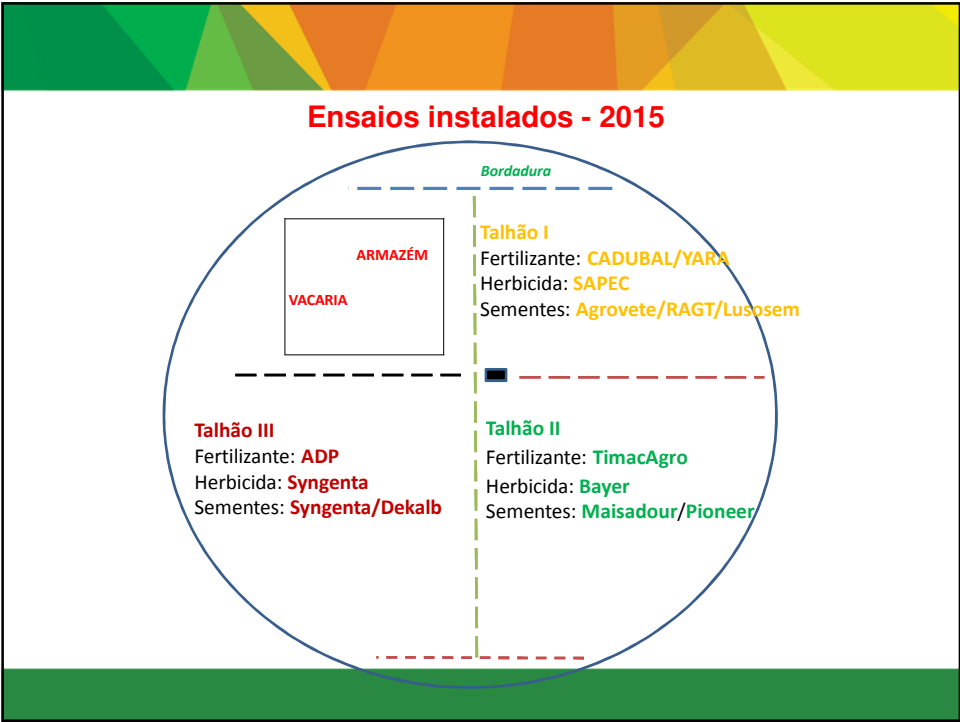 Ensaios instalados - 2015
Bordadura
ARMAZÉM
VACARIA
Talhão I
Fertilizante: CADUBAL/YARA
Herbicida: SAPEC
Sementes: Agrovete/RAGT/Lusosem
Talhão III
Fertilizante: ADP
Herbicida: Syngenta
Sementes: Syngenta/Dekalb
Talhão II
Fertilizante: TimacAgro
Herbicida: Bayer
Sementes: Maisadour/Pioneer